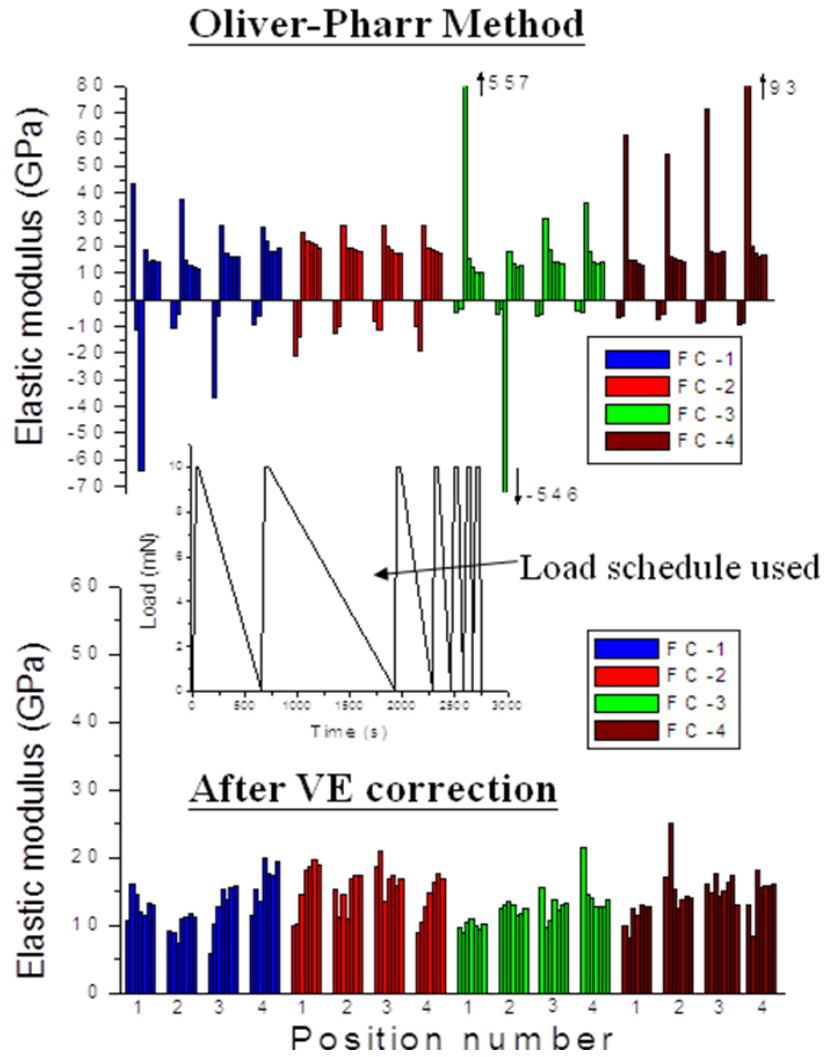 Oliver-Pharr Method
Elastic modulus (GPa)
80
70
60
50
40
30
20
10
0
-10
-20
-30
-40
-50
-60
-70
557
93
-546
FC-1
FC-2
FC-3
FC-4
Load (mN)
10
8
6
4
2
0
0 500 1000 1500 2000 2500 3000
Time (s)
Load schedule used
FC-1
FC-2
FC-3
FC-4
After VE correction
Elastic modulus (GPa)
60
50
40
30
20
10
0
1 2 3 4 1 2 3 4 1 2 3 4 1 2 3 4
Position number